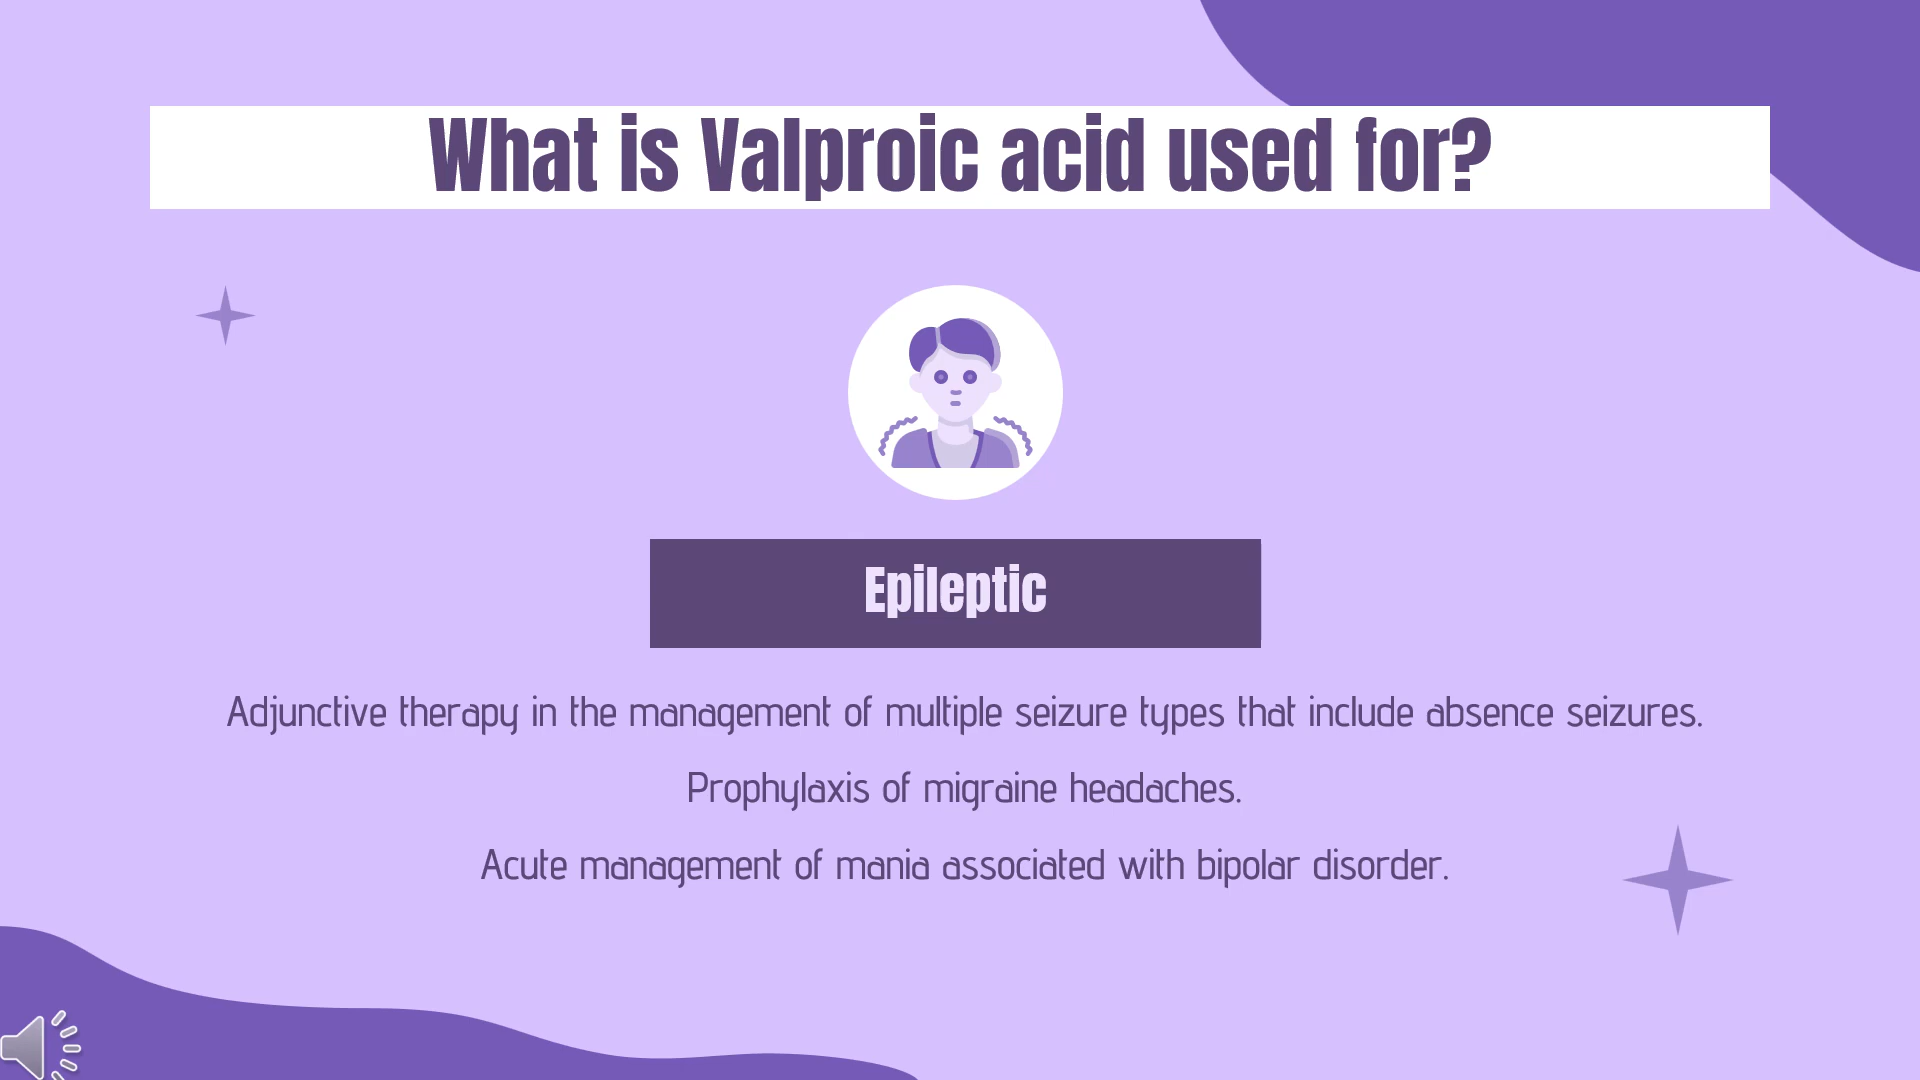 What is Valproic acid used for?
Epileptic
Adjunctive therapy in the management of multiple seizure types that include absence seizures.
Prophylaxis of migraine headaches.
Acute management of mania associated with bipolar disorder.